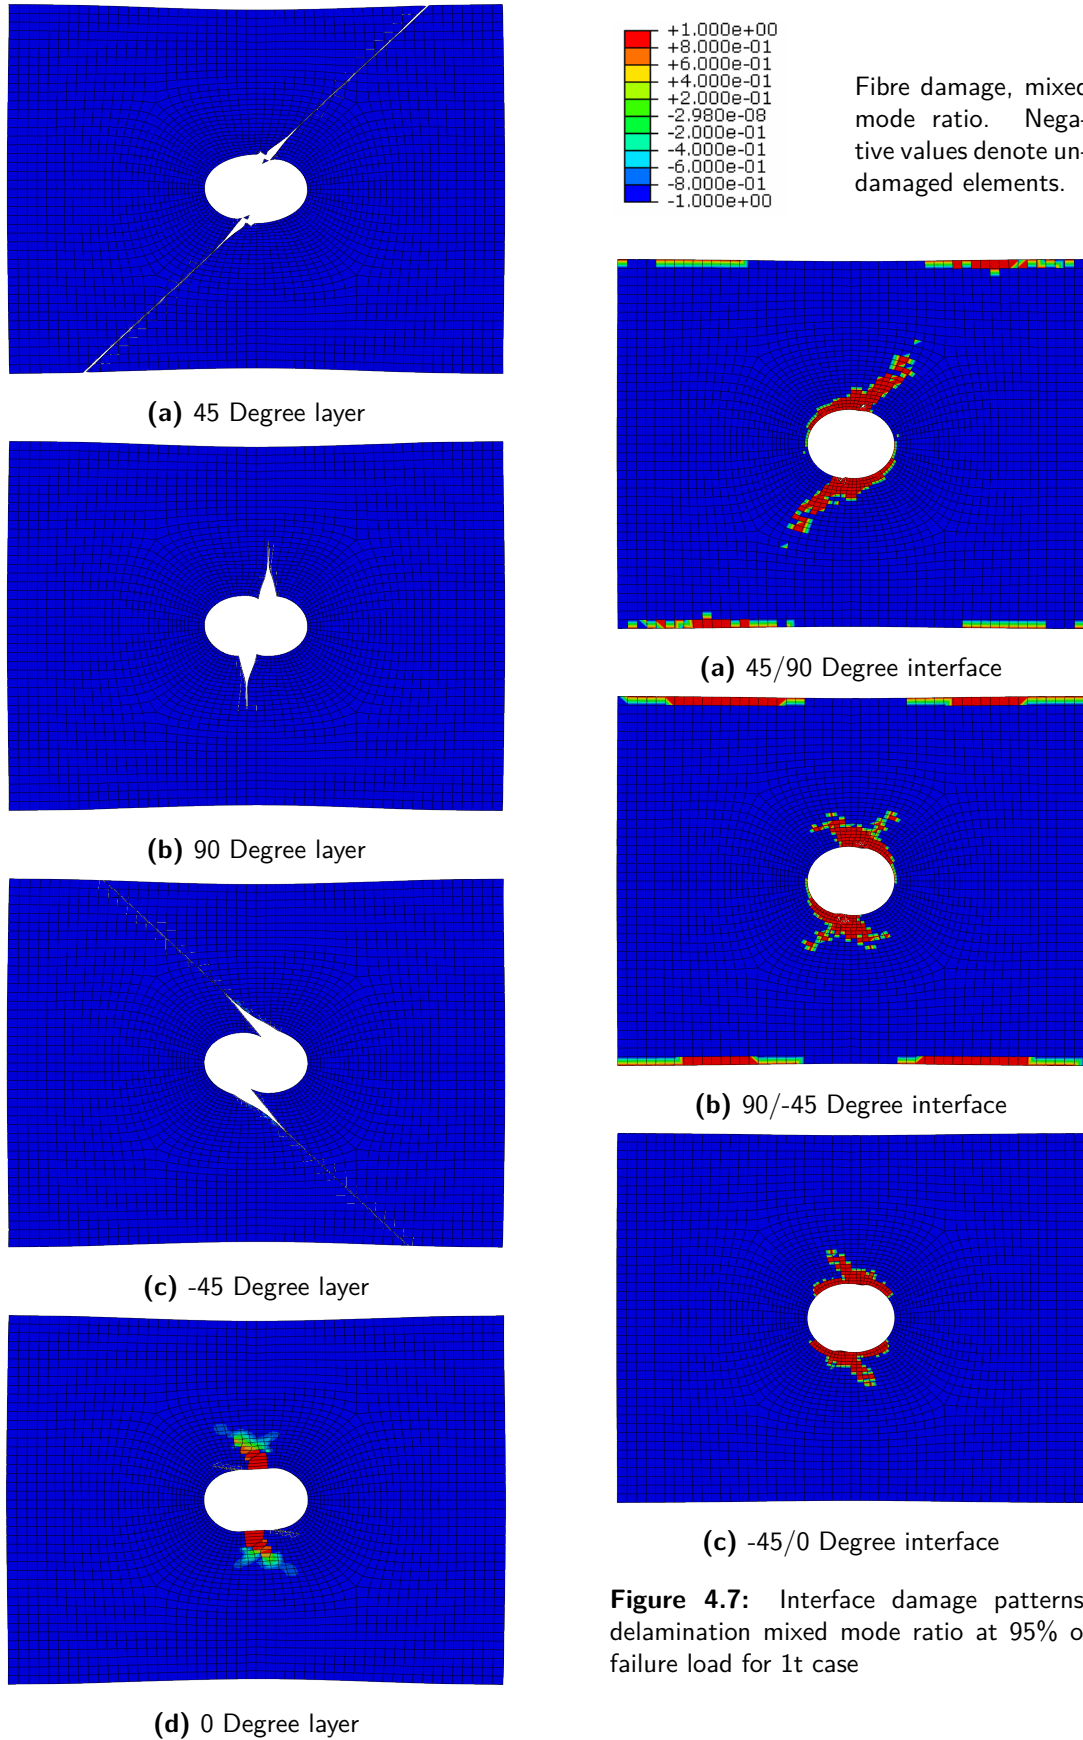 (a) 45 Degree layer
(b) 90 Degree layer
(c) -45 Degree layer
(d) 0 Degree layer
+1.000e+00
+8.000e-01
+6.000e-01
+4.000e-01
+2.000e-01
-2.980e-08
-2.000e-01
-4.000e-01
-6.000e-01
-8.000e-01
-1.000e+00
Fibre damage, mixed
mode ratio. Nega-
tive values denote un-
damaged elements.
(a) 45/90 Degree interface
(b) 90/-45 Degree interface
(c) -45/0 Degree interface
Figure 4.7: Interface damage patterns
delamination mixed mode ratio at 95% o
failure load for 1t case